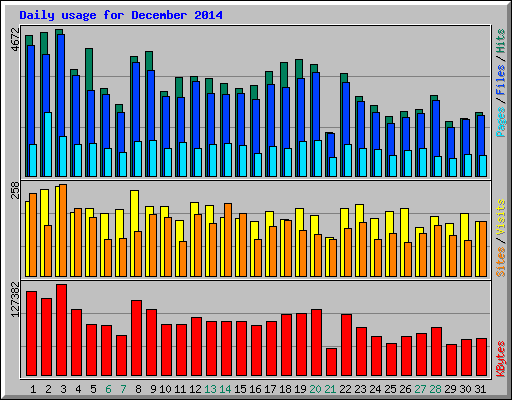 Daily usage for December 2014
4672
Pages/Files/Hits
258
Sites/Visits
127382
KBytes
1 2 3 4 5 6 7 8 9 10 11 12 13 14 15 16 17 18 19 20 21 22 23 24 25 26 27 28 29 30 31